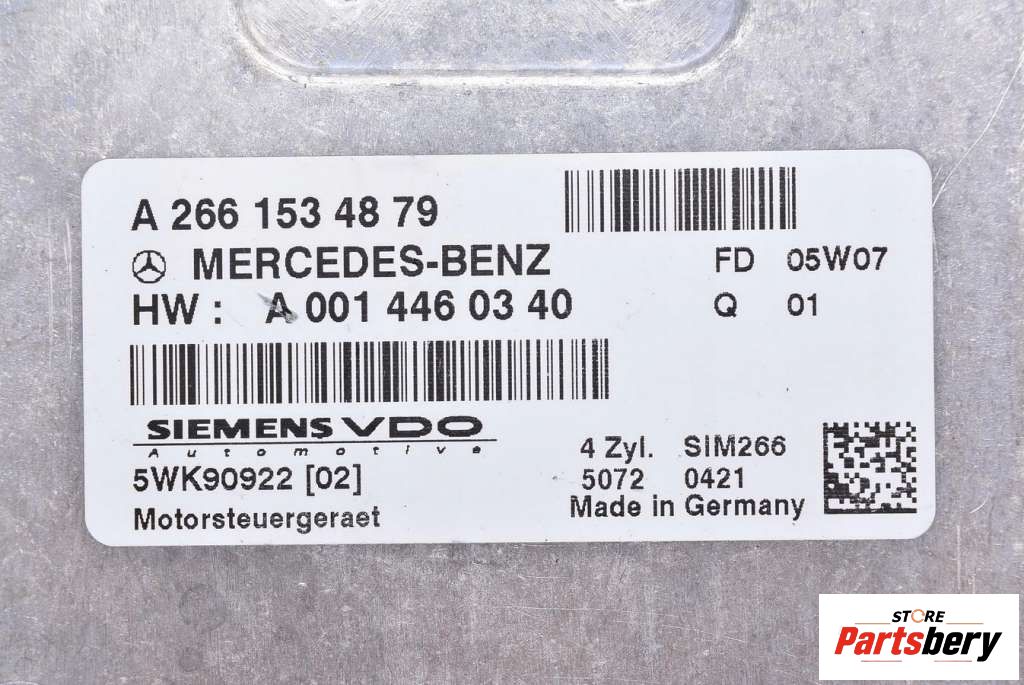 A 266 153 48 79
MERCEDES-BENZ
FD 05W07
HW : A 001 446 03 40
Q 01
SIEMENS VDO
Automotive
4 Zyl. SIM266
5WK90922 [02]
5072 0421
Motorsteuergeraet
Made in Germany
STORE
Partsbery